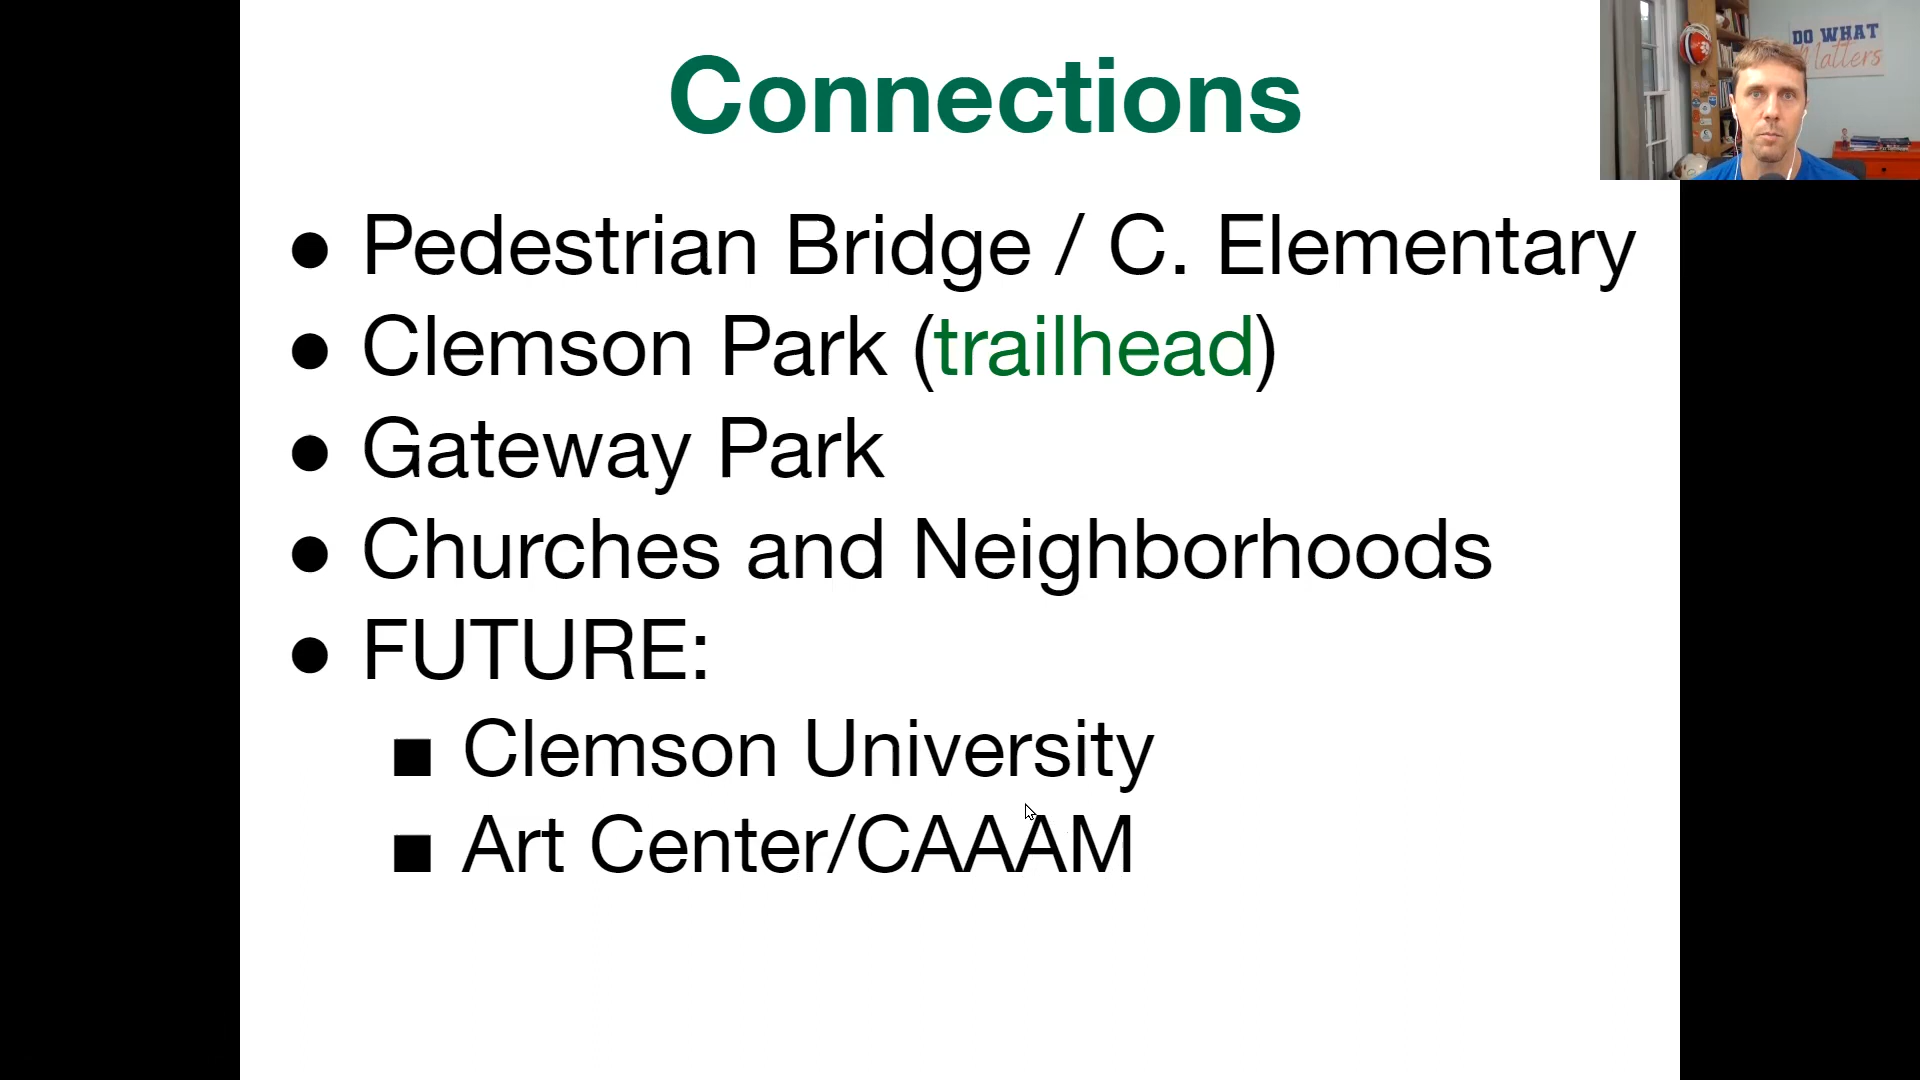 Connections
DO WHAT
Matters
● Pedestrian Bridge / C. Elementary
● Clemson Park (trailhead)
● Gateway Park
● Churches and Neighborhoods
● FUTURE:
■ Clemson University
■ Art Center/CAAAM